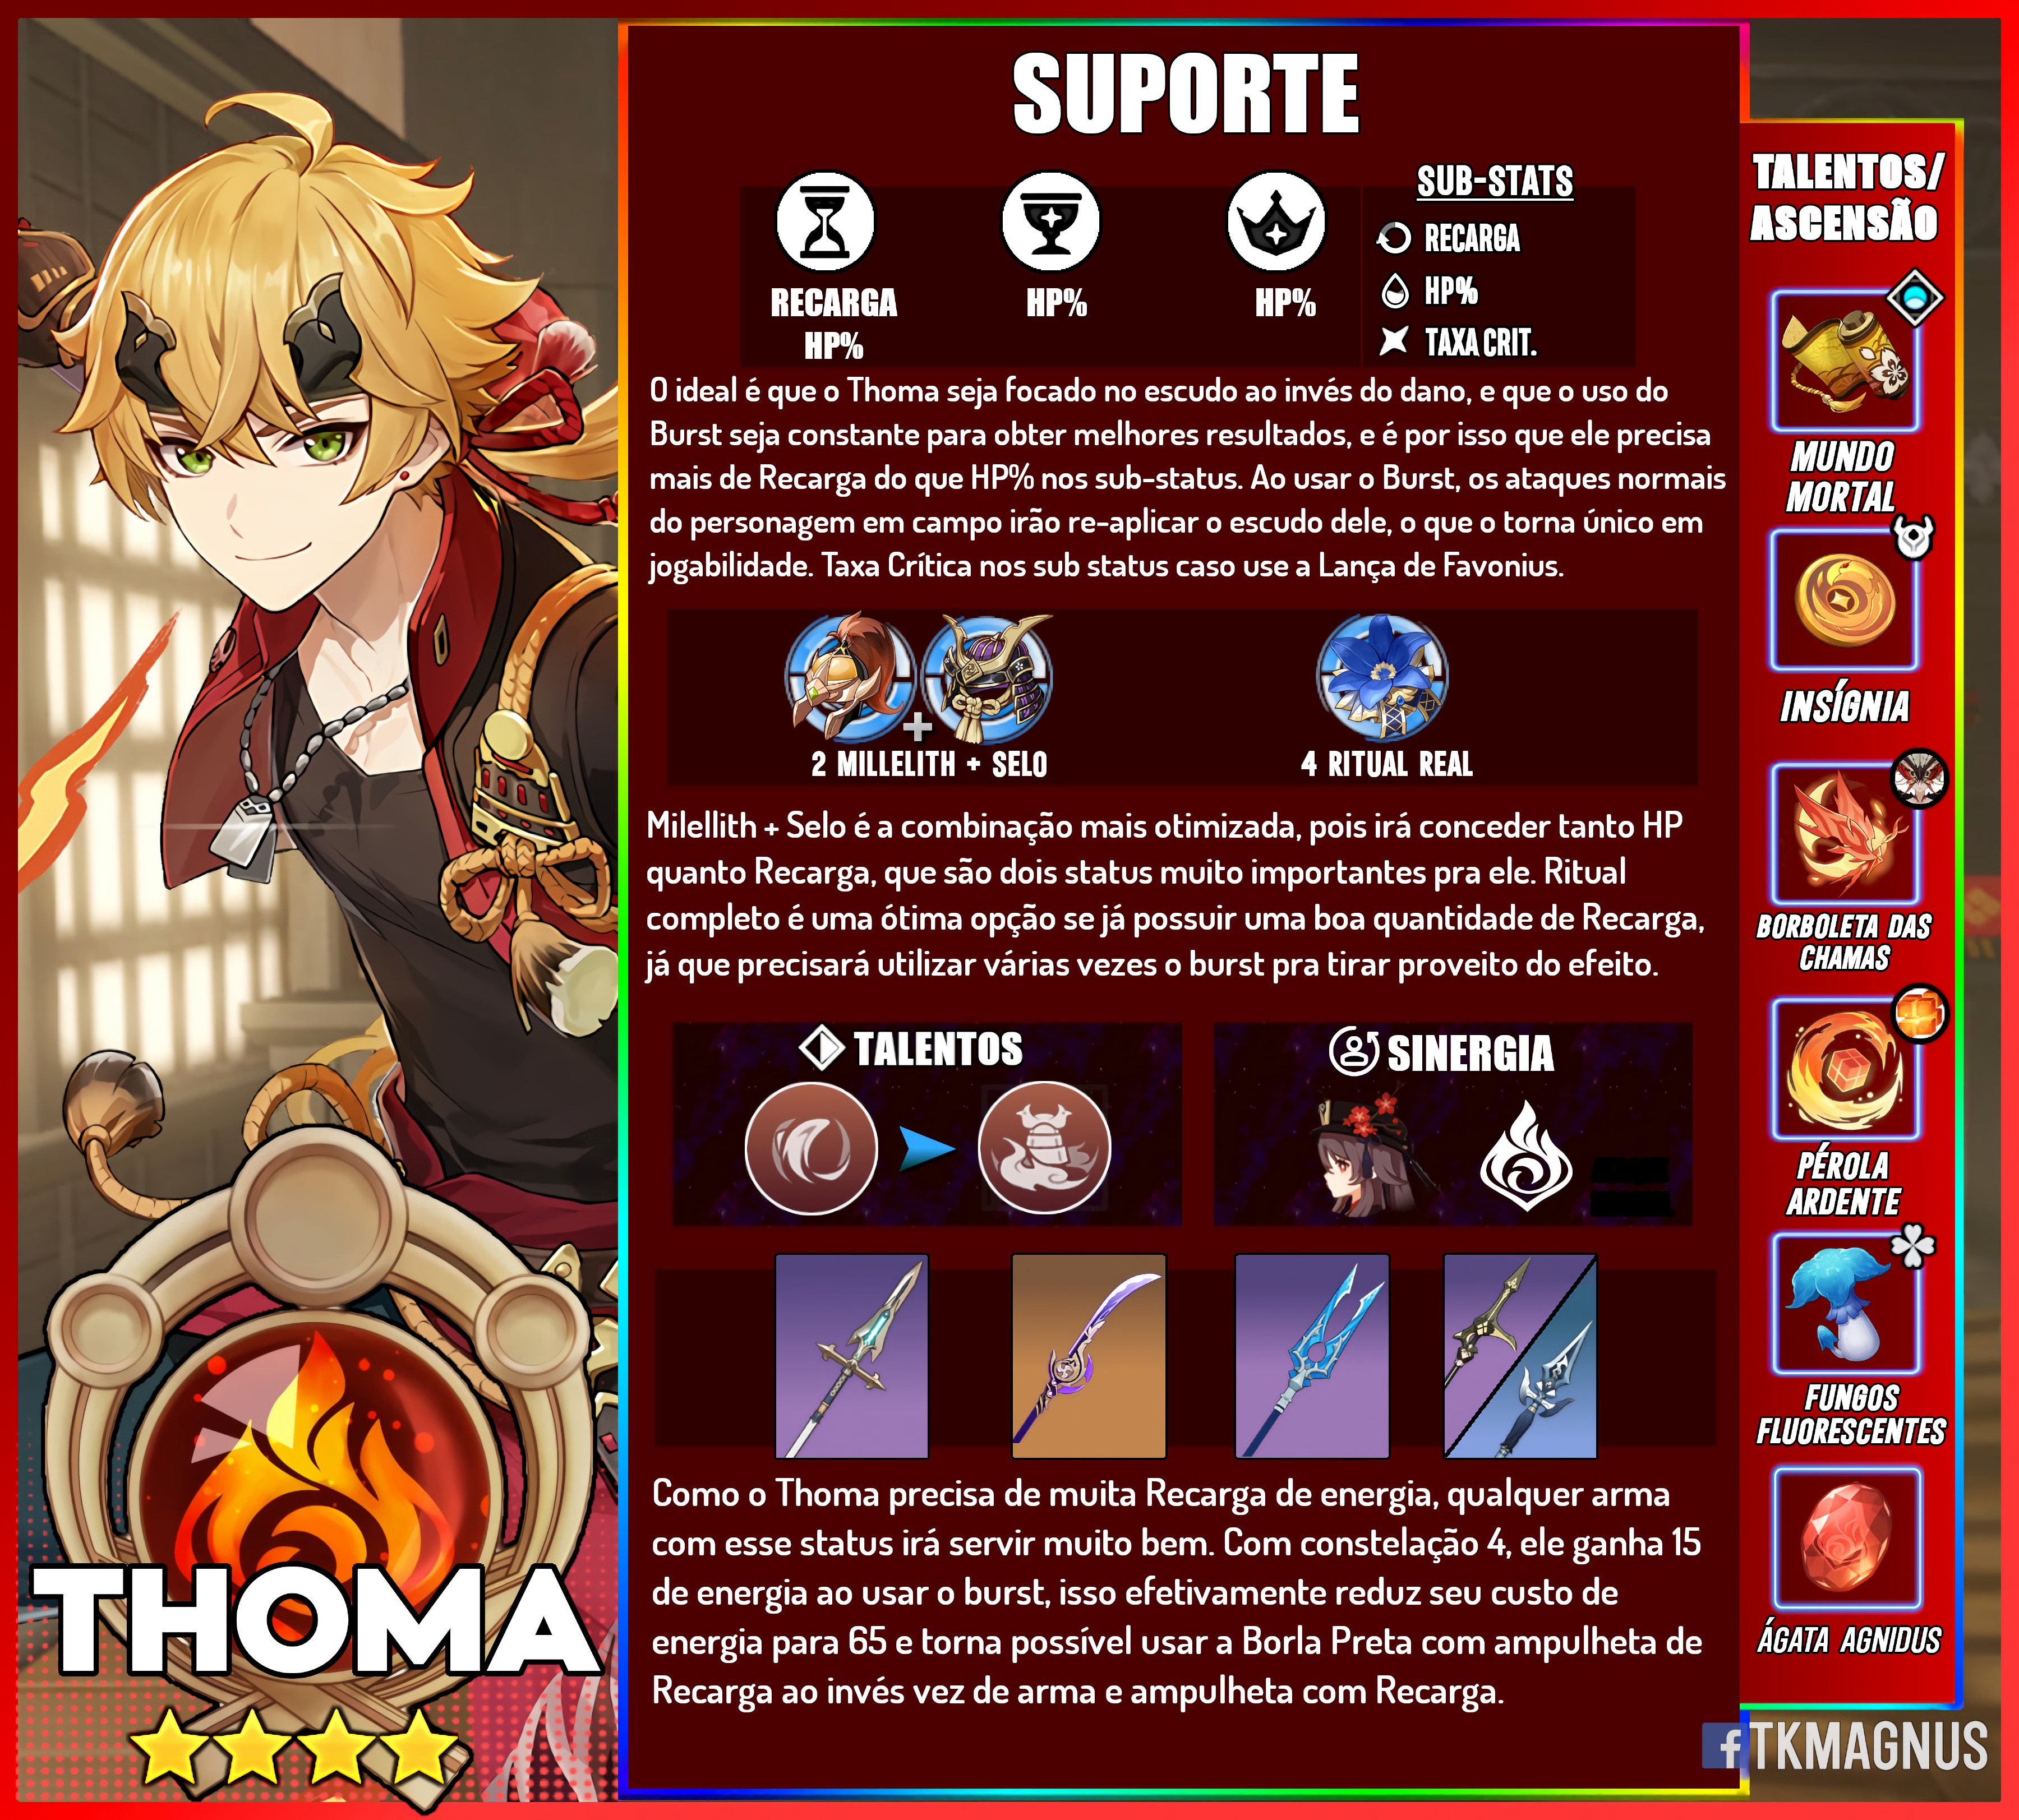 SUPORTE
RECARGA
HP%
HP%
HP%
SUB-STATS
RECARGA
HP%
TAXA CRIT.
O ideal é que o Thoma seja focado no escudo ao invés do dano, e que o uso do
Burst seja constante para obter melhores resultados, e é por isso que ele precisa
mais de Recarga do que HP% nos sub-status. Ao usar o Burst, os ataques normais
do personagem em campo irão re-aplicar o escudo dele, o que o torna único em
jogabilidade. Taxa Crítica nos sub status caso use a Lança de Favonius.
2 MILLELITH + SELO
4 RITUAL REAL
Milellith + Selo é a combinação mais otimizada, pois irá conceder tanto HP
quanto Recarga, que são dois status muito importantes pra ele. Ritual
completo é uma ótima opção se já possuir uma boa quantidade de Recarga,
já que precisará utilizar várias vezes o burst pra tirar proveito do efeito.
TALENTOS
SINERGIA
Como o Thoma precisa de muita Recarga de energia, qualquer arma
com esse status irá servir muito bem. Com constelação 4, ele ganha 15
de energia ao usar o burst, isso efetivamente reduz seu custo de
energia para 65 e torna possível usar a Borla Preta com ampulheta de
Recarga ao invés vez de arma e ampulheta com Recarga.
TALENTOS/
ASCENSÃO
MUNDO
MORTAL
INSÍGNIA
BORBOLETA DAS
CHAMAS
PÉROLA
ARDENTE
FUNGOS
FLUORESCENTES
ÁGATA AGNIDUS
THOMA
f TKMAGNUS